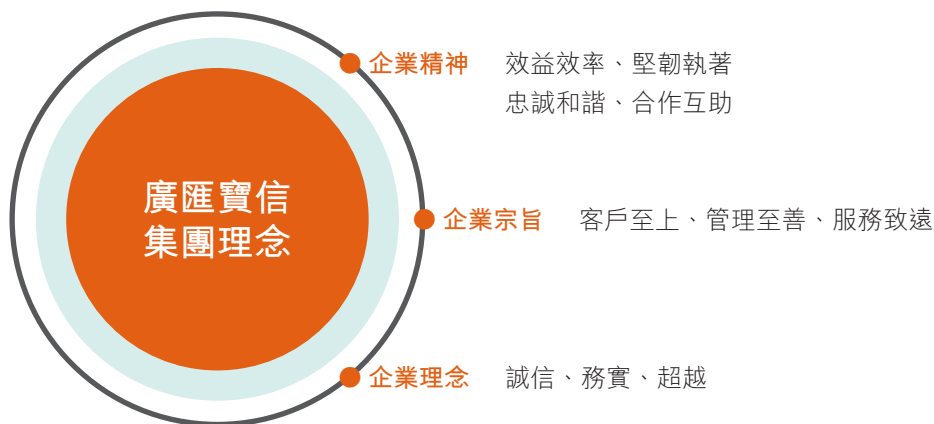 廣匯寶信
集團理念
企業精神 效益效率、堅韌執著
忠誠和諧、合作互助
企業宗旨 客戶至上、管理至善、服務致遠
企業理念 誠信、務實、超越